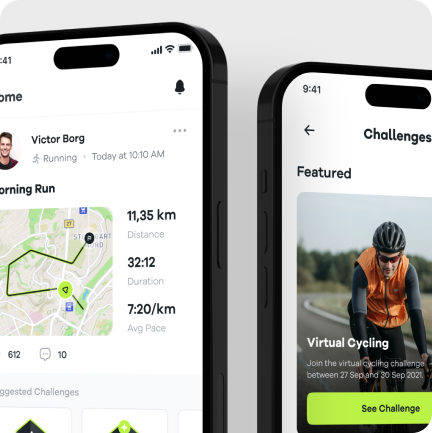 :41
ome
Victor Borg
Running • Today at 10:10 AM
orning Run
11,35 km
Distance
32:12
Duration
7:20/km
Avg Pace
612
10
ggested Challenges
9:41
Challenges
Featured
Virtual Cycling
Join the virtual cycling challenge
between 27 Sep and 30 Sep 2021.
See Challenge